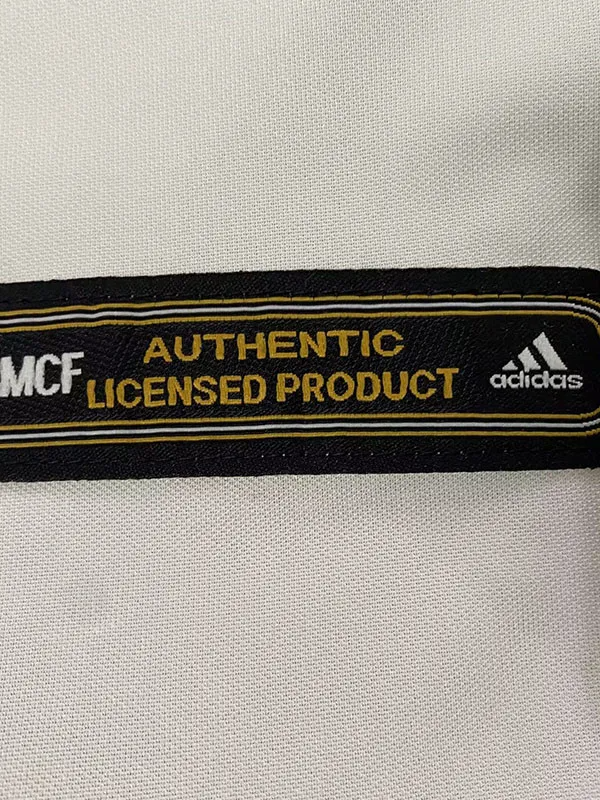 MCF
AUTHENTIC
LICENSED PRODUCT
adidas